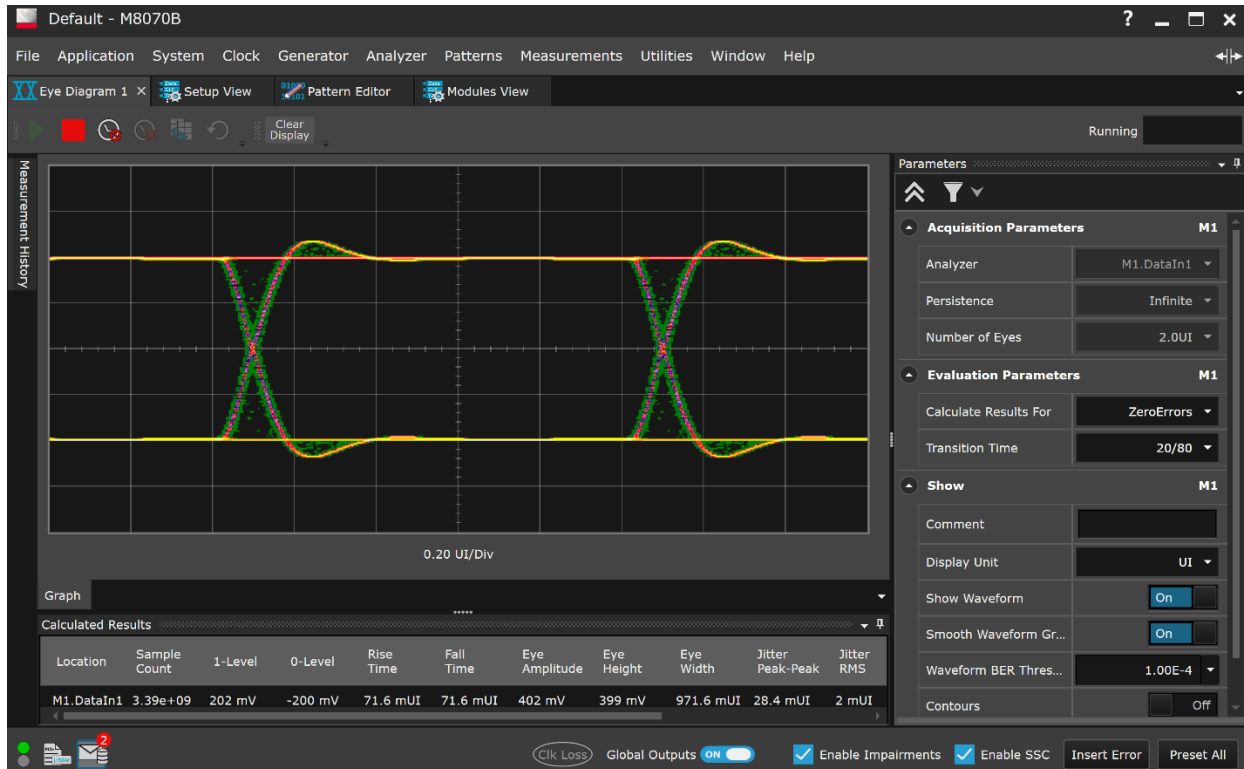 Default - M8070B
?
File Application System Clock Generator Analyzer Patterns Measurements Utilities Window Help
Eye Diagram 1 Setup View Pattern Editor Modules View
Clear
Display
Running
Measurement History
Parameters
Acquisition Parameters M1
Analyzer M1.DataIn1
Persistence Infinite
Number of Eyes 2.0UI
Evaluation Parameters M1
Calculate Results For ZeroErrors
Transition Time 20/80
Show M1
Comment
Display Unit UI
Show Waveform On
Smooth Waveform Gr... On
Waveform BER Thres... 1.00E-4
Contours Off
0.20 UI/Div
Graph
Calculated Results
Location Sample Count 1-Level 0-Level Rise Time Fall Time Eye Amplitude Eye Height Eye Width Jitter Peak-Peak Jitter RMS
M1.DataIn1 3.39e+09 202 mV -200 mV 71.6 mUI 71.6 mUI 402 mV 399 mV 971.6 mUI 28.4 mUI 2 mUI
2
Clk Loss Global Outputs ON Enable Impairments Enable SSC Insert Error Preset All